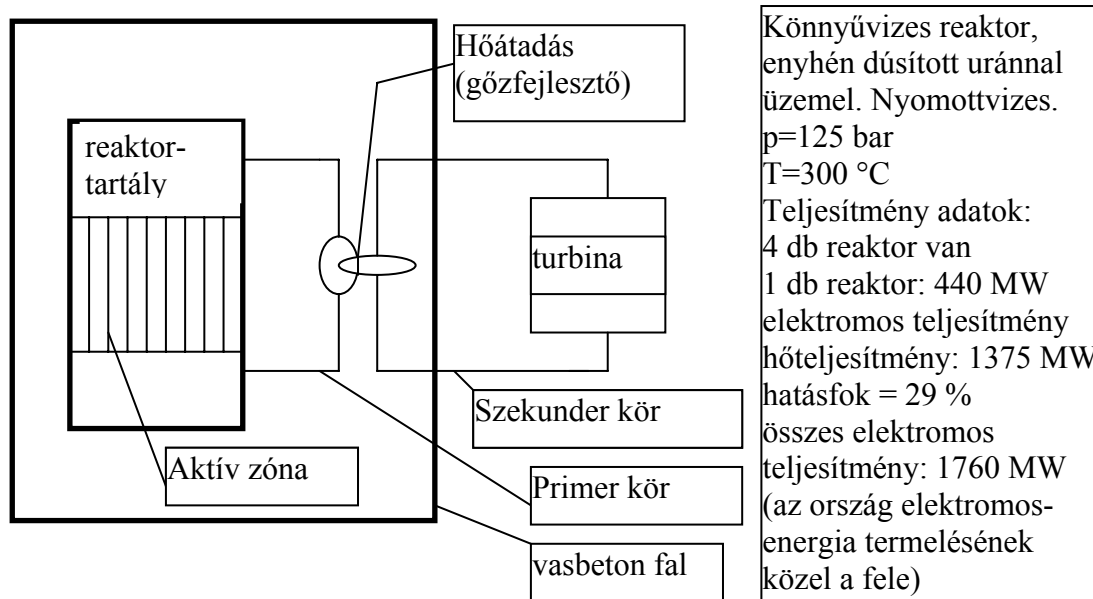 Hőátadás
(gőzfejlesztő)
reaktor-
tartály
turbina
Szekunder kör
Aktív zóna
Primer kör
vasbeton fal
Könnyűvizes reaktor,
enyhén dúsított uránnal
üzemel. Nyomottvizes.
p=125 bar
T=300 °C
Teljesítmény adatok:
4 db reaktor van
1 db reaktor: 440 MW
elektromos teljesítmény
hőteljesítmény: 1375 MW
hatásfok = 29 %
összes elektromos
teljesítmény: 1760 MW
(az ország elektromos-
energia termelésének
közel a fele)